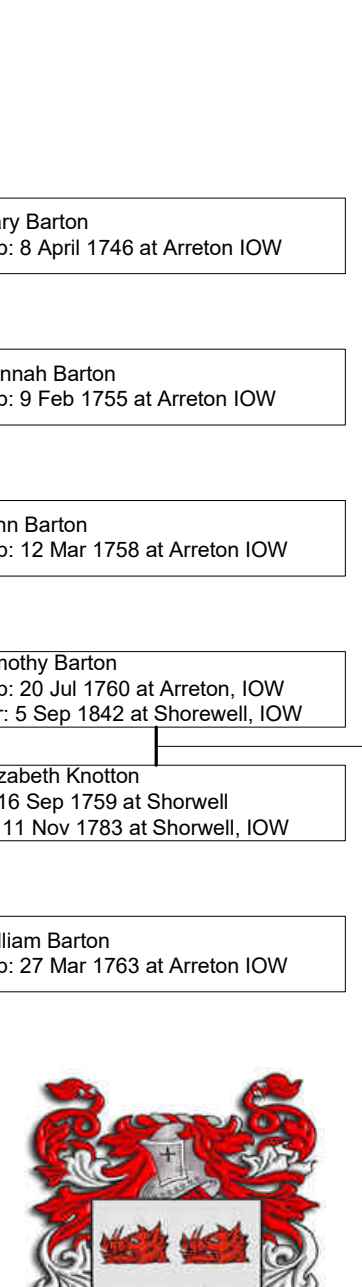 ary Barton
p: 8 April 1746 at Arreton IOW
nnah Barton
p: 9 Feb 1755 at Arreton IOW
hn Barton
p: 12 Mar 1758 at Arreton IOW
mothy Barton
p: 20 Jul 1760 at Arreton, IOW
r: 5 Sep 1842 at Shorewell, IOW
zabeth Knotton
16 Sep 1759 at Shorwell
11 Nov 1783 at Shorwell, IOW
lliam Barton
p: 27 Mar 1763 at Arreton IOW